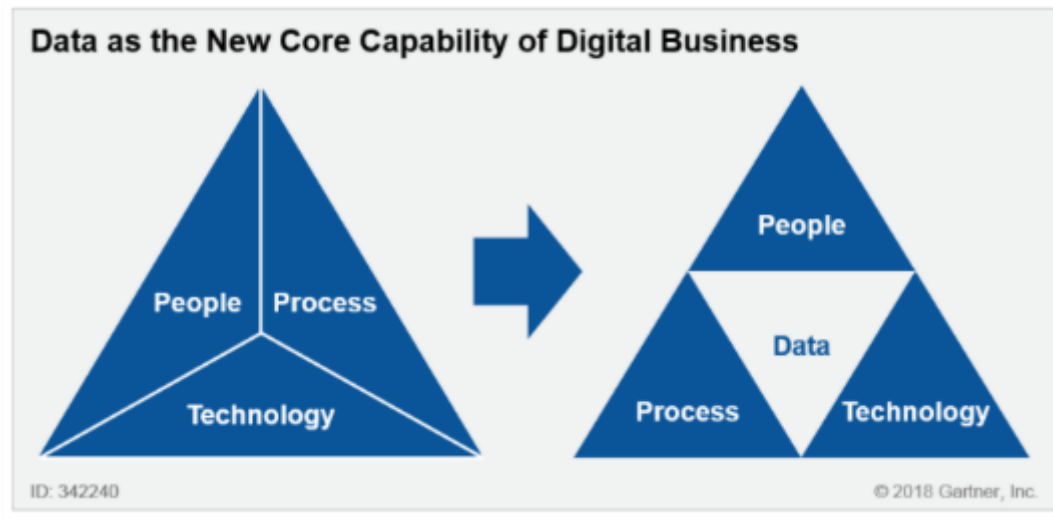 Data as the New Core Capability of Digital Business
People Process
Technology
People
Data
Process Technology
ID: 342240
© 2018 Gartner, Inc.